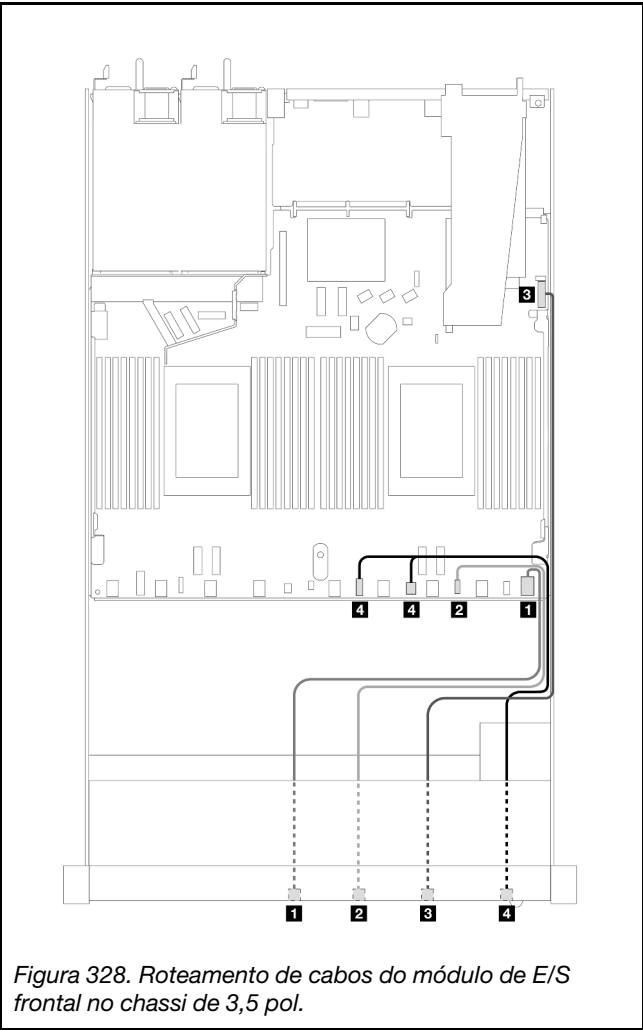 3
4 4 2 1
1 2 3 4
Figura 328. Roteamento de cabos do módulo de E/S
frontal no chassi de 3,5 pol.